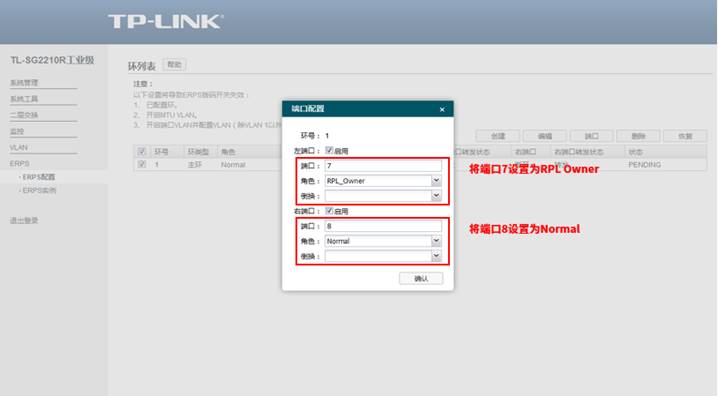 TP-LINK®
TL-SG2210R工业级
系统管理
系统工具
二层交换
监控
VLAN
ERPS
· ERPS配置
· ERPS实例
退出登录
环列表 帮助
注意：
以下设置将导致ERPS拨码开关失效：
1、 已配置环。
2、 开启MTU VLAN。
3、 开启端口VLAN并配置VLAN（除VLAN 1以
创建 编辑 端口 删除 恢复
环号 环类型 角色 口转发状态 右端口 右端口转发状态 状态
1 主环 Normal PENDING
端口配置 ×
环号： 1
左端口： 启用
端口： 7
角色： RPL_Owner
倒换：
右端口： 启用
端口： 8
角色： Normal
倒换：
确认
将端口7设置为RPL Owner
将端口8设置为Normal